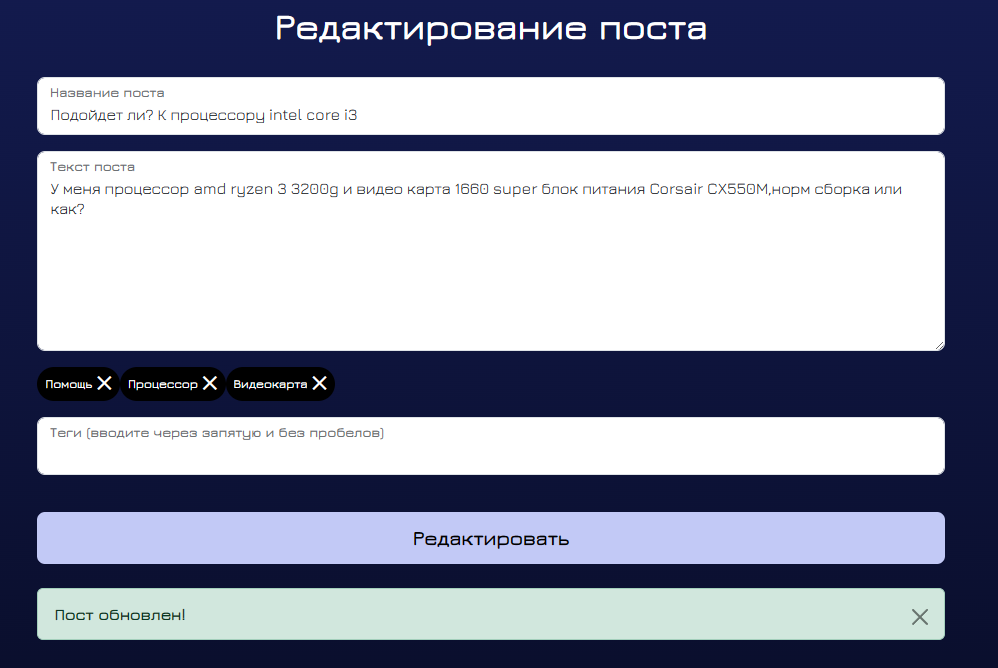 Редактирование поста
Название поста
Подойдет ли? К процессору intel core i3
Текст поста
У меня процессор amd ryzen 3 3200g и видео карта 1660 super блок питания Corsair CX550M,норм сборка или
как?
Помощь Процессор Видеокарта
Теги (вводите через запятую и без пробелов)
Редактировать
Пост обновлен!